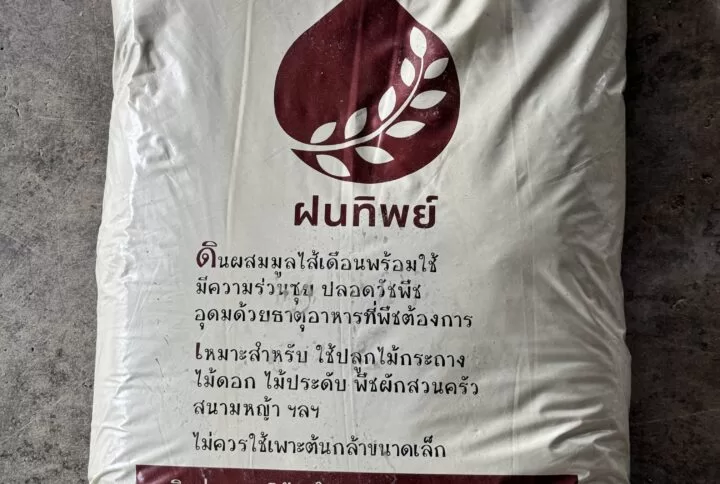 ฝนทิพย์
ดินผสมมูลไส้เดือนพร้อมใช้
มีความร่วนซุย ปลอดวัชพืช
อุดมด้วยธาตุอาหารที่พืชต้องการ
เหมาะสำหรับ ใช้ปลูกไม้กระถาง
ไม้ดอก ไม้ประดับ พืชผักสวนครัว
สนามหญ้า ฯลฯ
ไม่ควรใช้เพาะต้นกล้าขนาดเล็ก